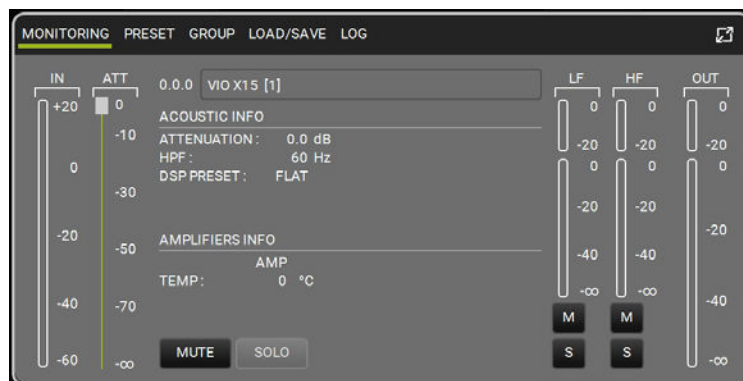 MONITORING PRESET GROUP LOAD/SAVE LOG
IN ATT LF HF OUT
0.0.0 VIO X15 [1]
+20 0 0 0 0
ACOUSTIC INFO
-10 -20 -20 -20
ATTENUATION : 0.0 dB
HPF : 60 Hz
0 0 0 0
DSP PRESET : FLAT
-30
-20 -20
-20 -20
AMPLIFIERS INFO
-50 -40 -40
AMP
TEMP : 0 °C
-∞ -∞
-40 -70 -40
M M
MUTE SOLO S S
-60 -∞ -∞